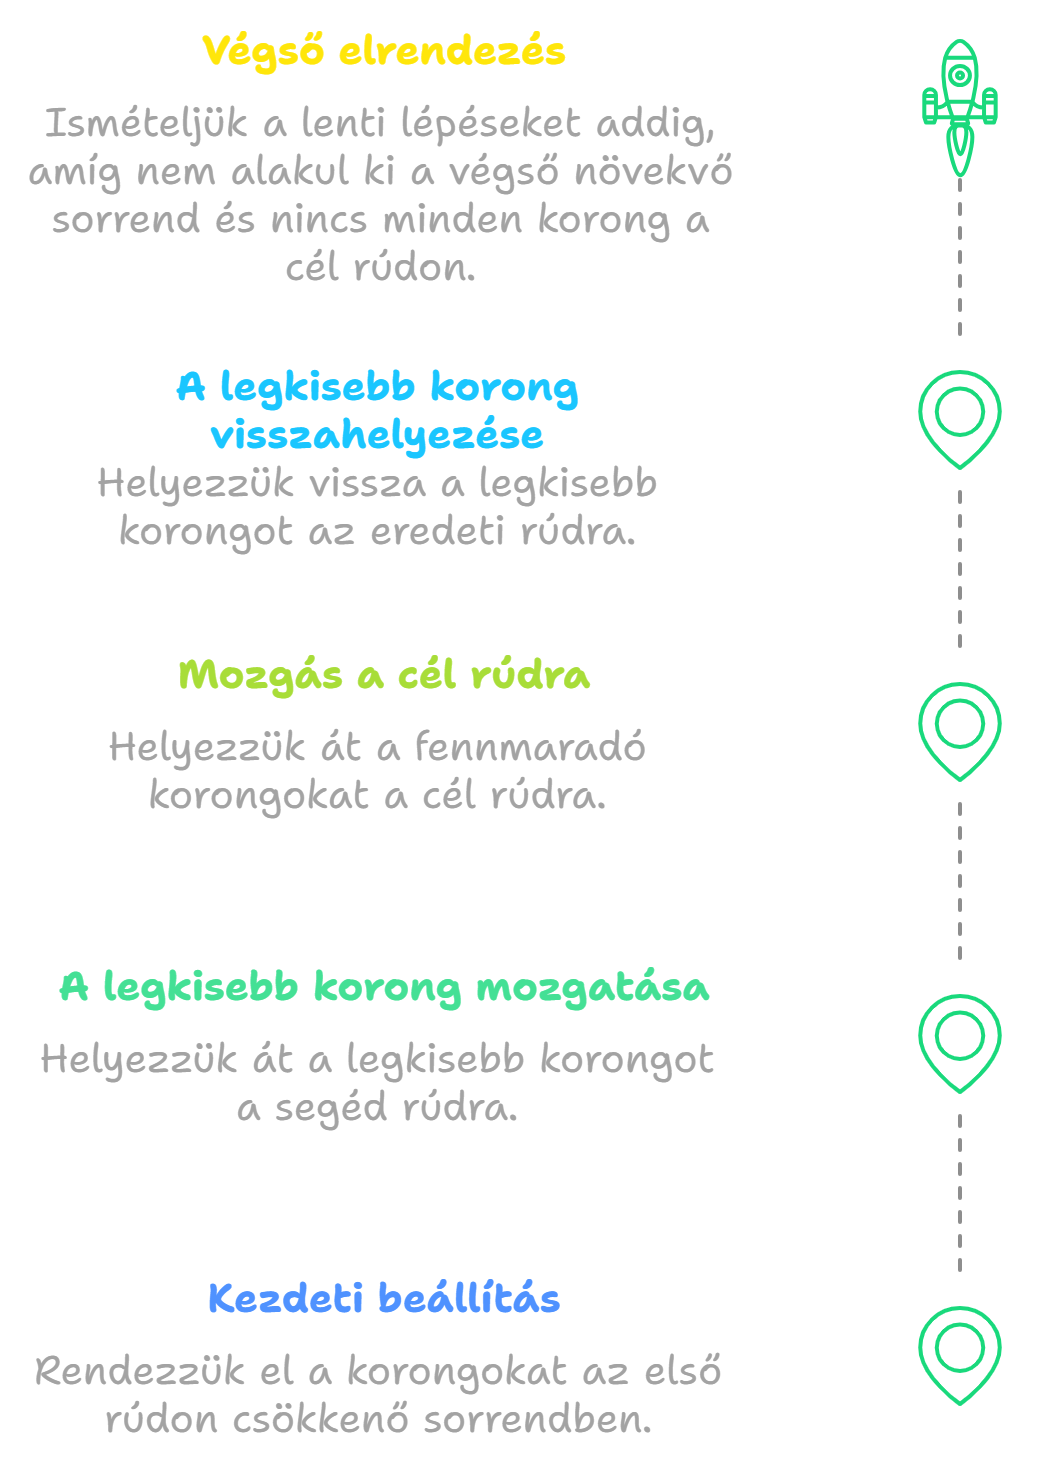 Végső elrendezés
Ismételjük a lenti lépéseket addig,
amíg nem alakul ki a végső növekvő
sorrend és nincs minden korong a
cél rúdon.
A legkisebb korong
visszahelyezése
Helyezzük vissza a legkisebb
korongot az eredeti rúdra.
Mozgás a cél rúdra
Helyezzük át a fennmaradó
korongokat a cél rúdra.
A legkisebb korong mozgatása
Helyezzük át a legkisebb korongot
a segéd rúdra.
Kezdeti beállítás
Rendezzük el a korongokat az első
rúdon csökkenő sorrendben.